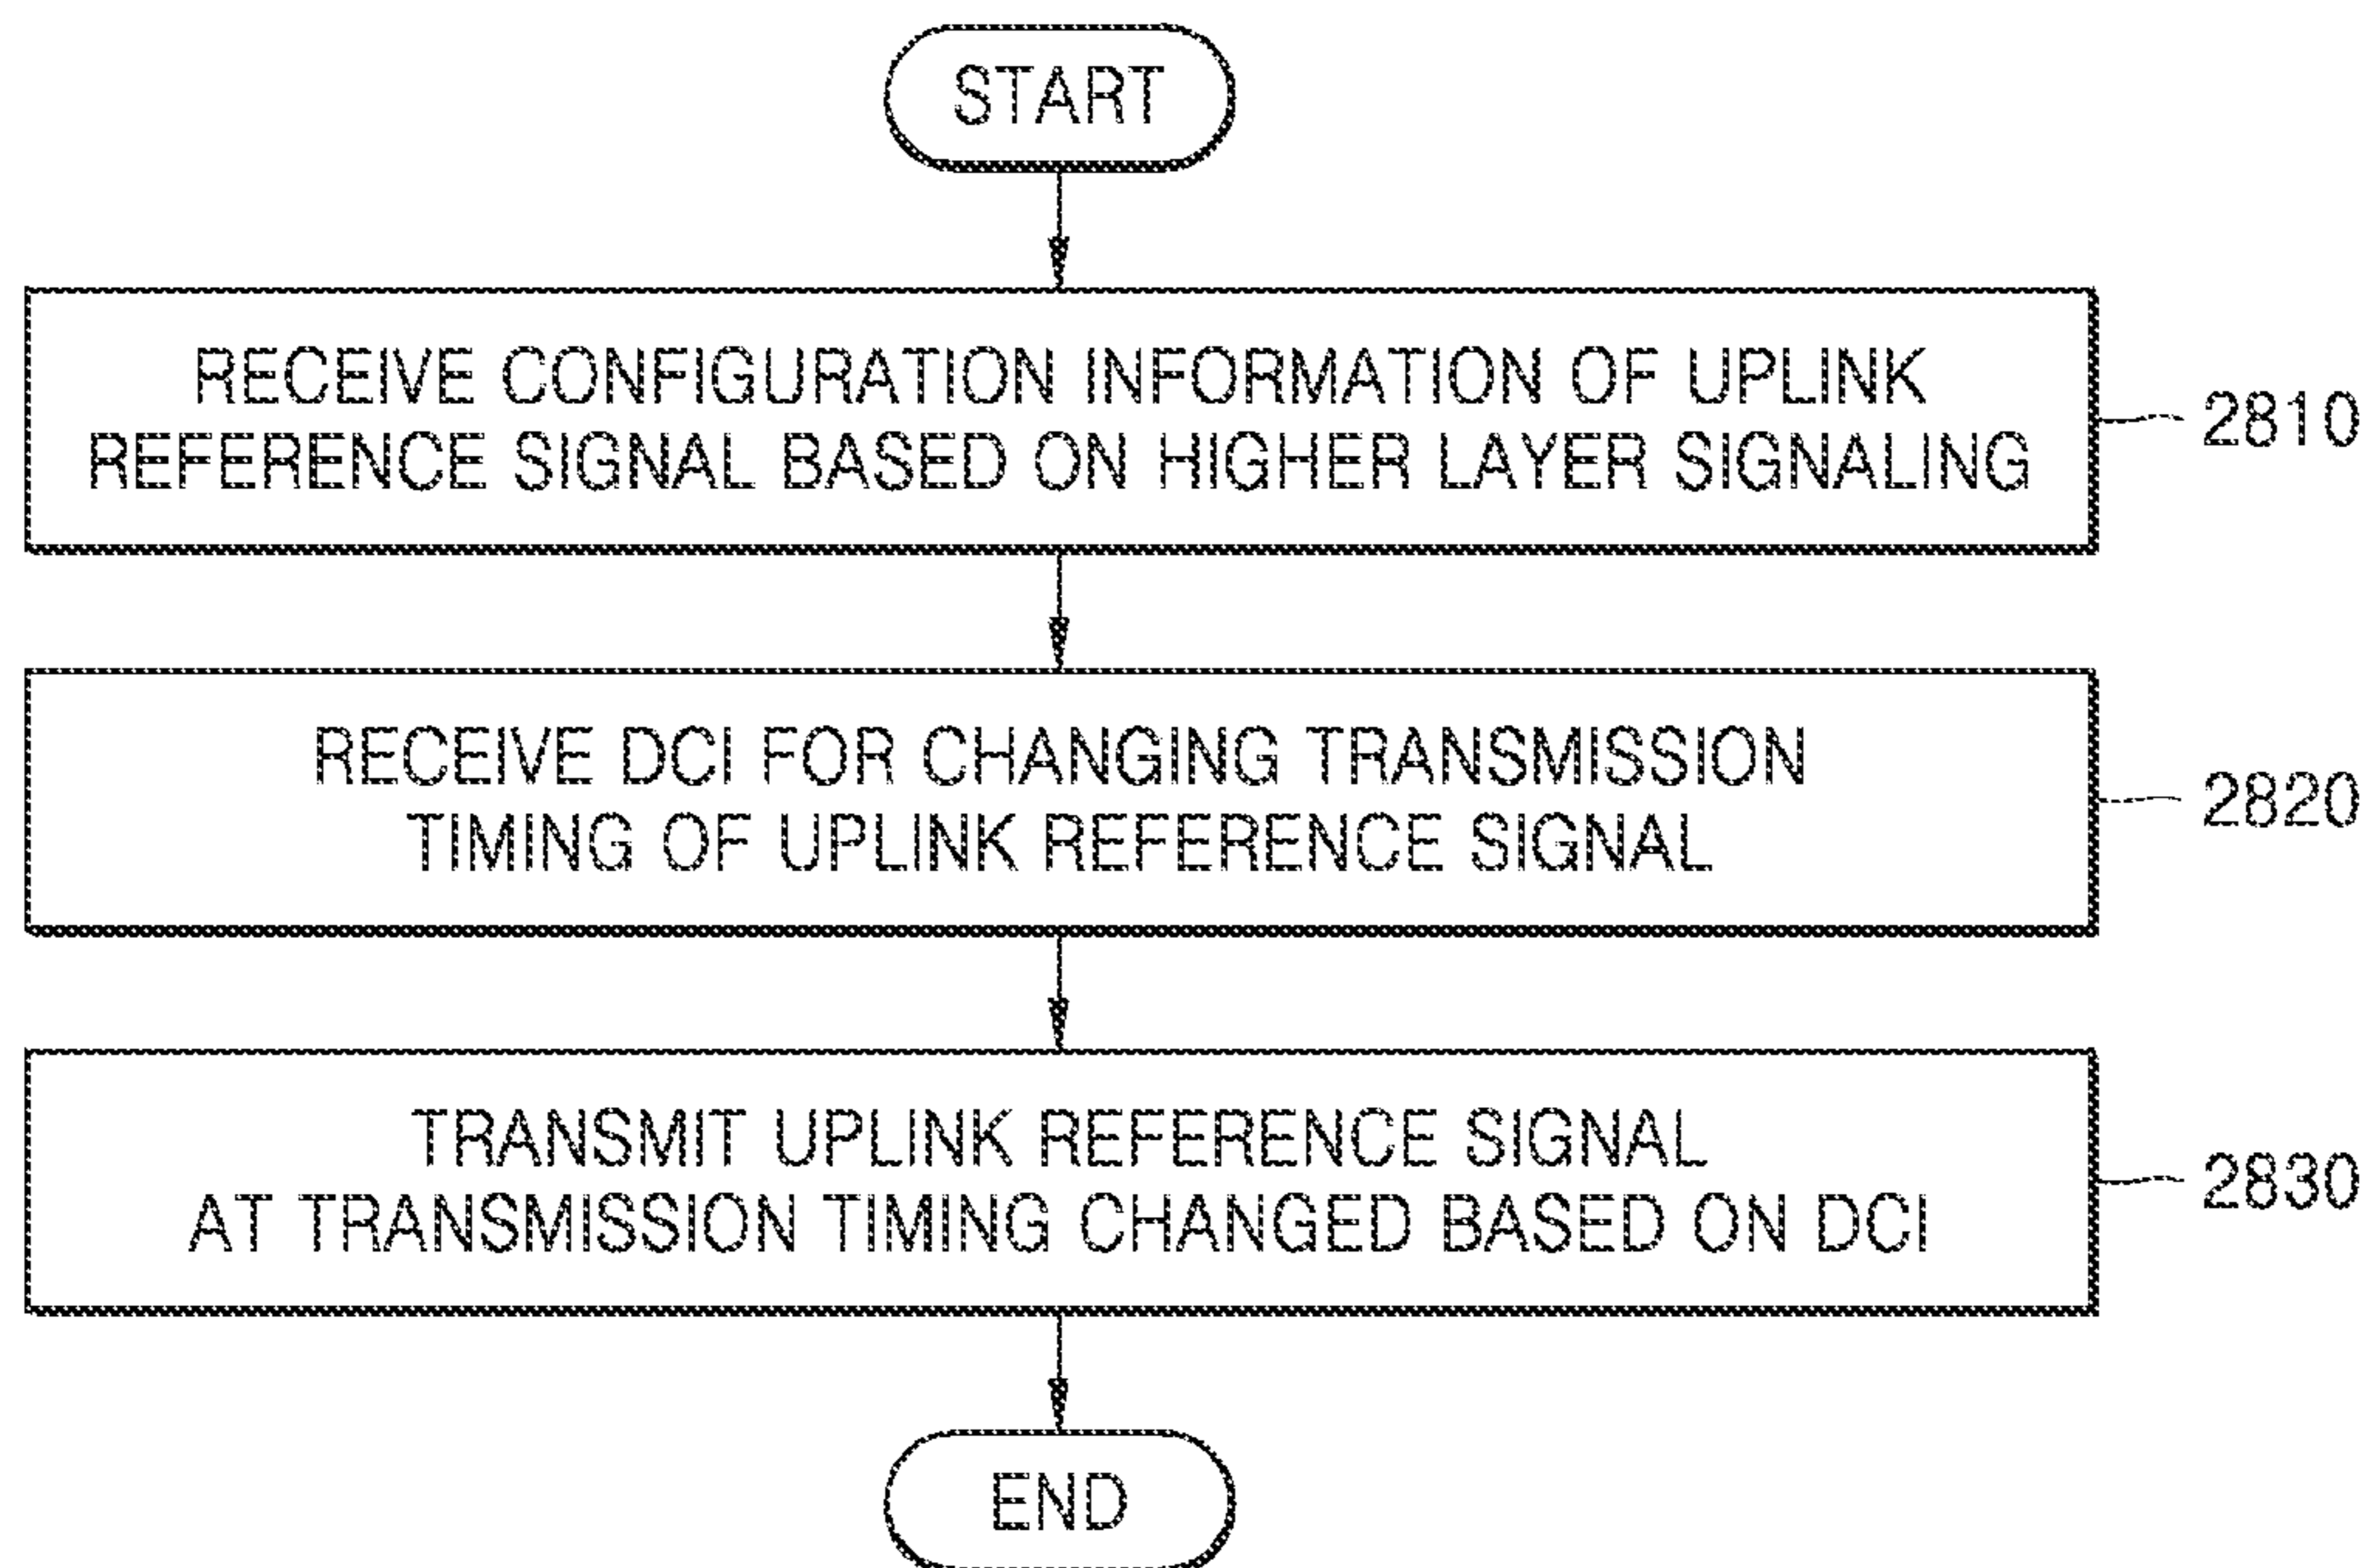 START
RECEIVE CONFIGURATION INFORMATION OF UPLINK
REFERENCE SIGNAL BASED ON HIGHER LAYER SIGNALING
2810
RECEIVE DCI FOR CHANGING TRANSMISSION
TIMING OF UPLINK REFERENCE SIGNAL
2820
TRANSMIT UPLINK REFERENCE SIGNAL
AT TRANSMISSION TIMING CHANGED BASED ON DCI
2830
END